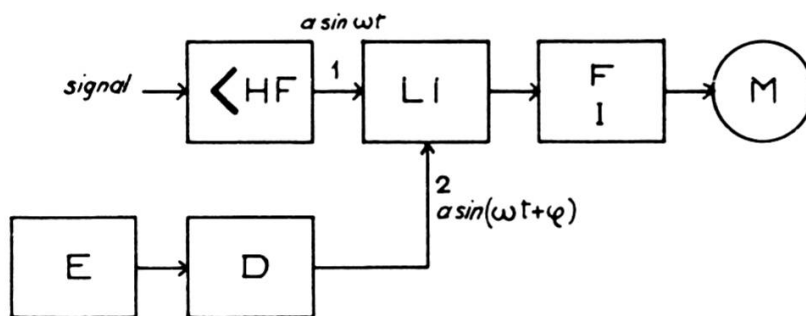 a sin ωt
signal
<HF
1
LI
F
I
M
2
a sin(ωt+φ)
E
D